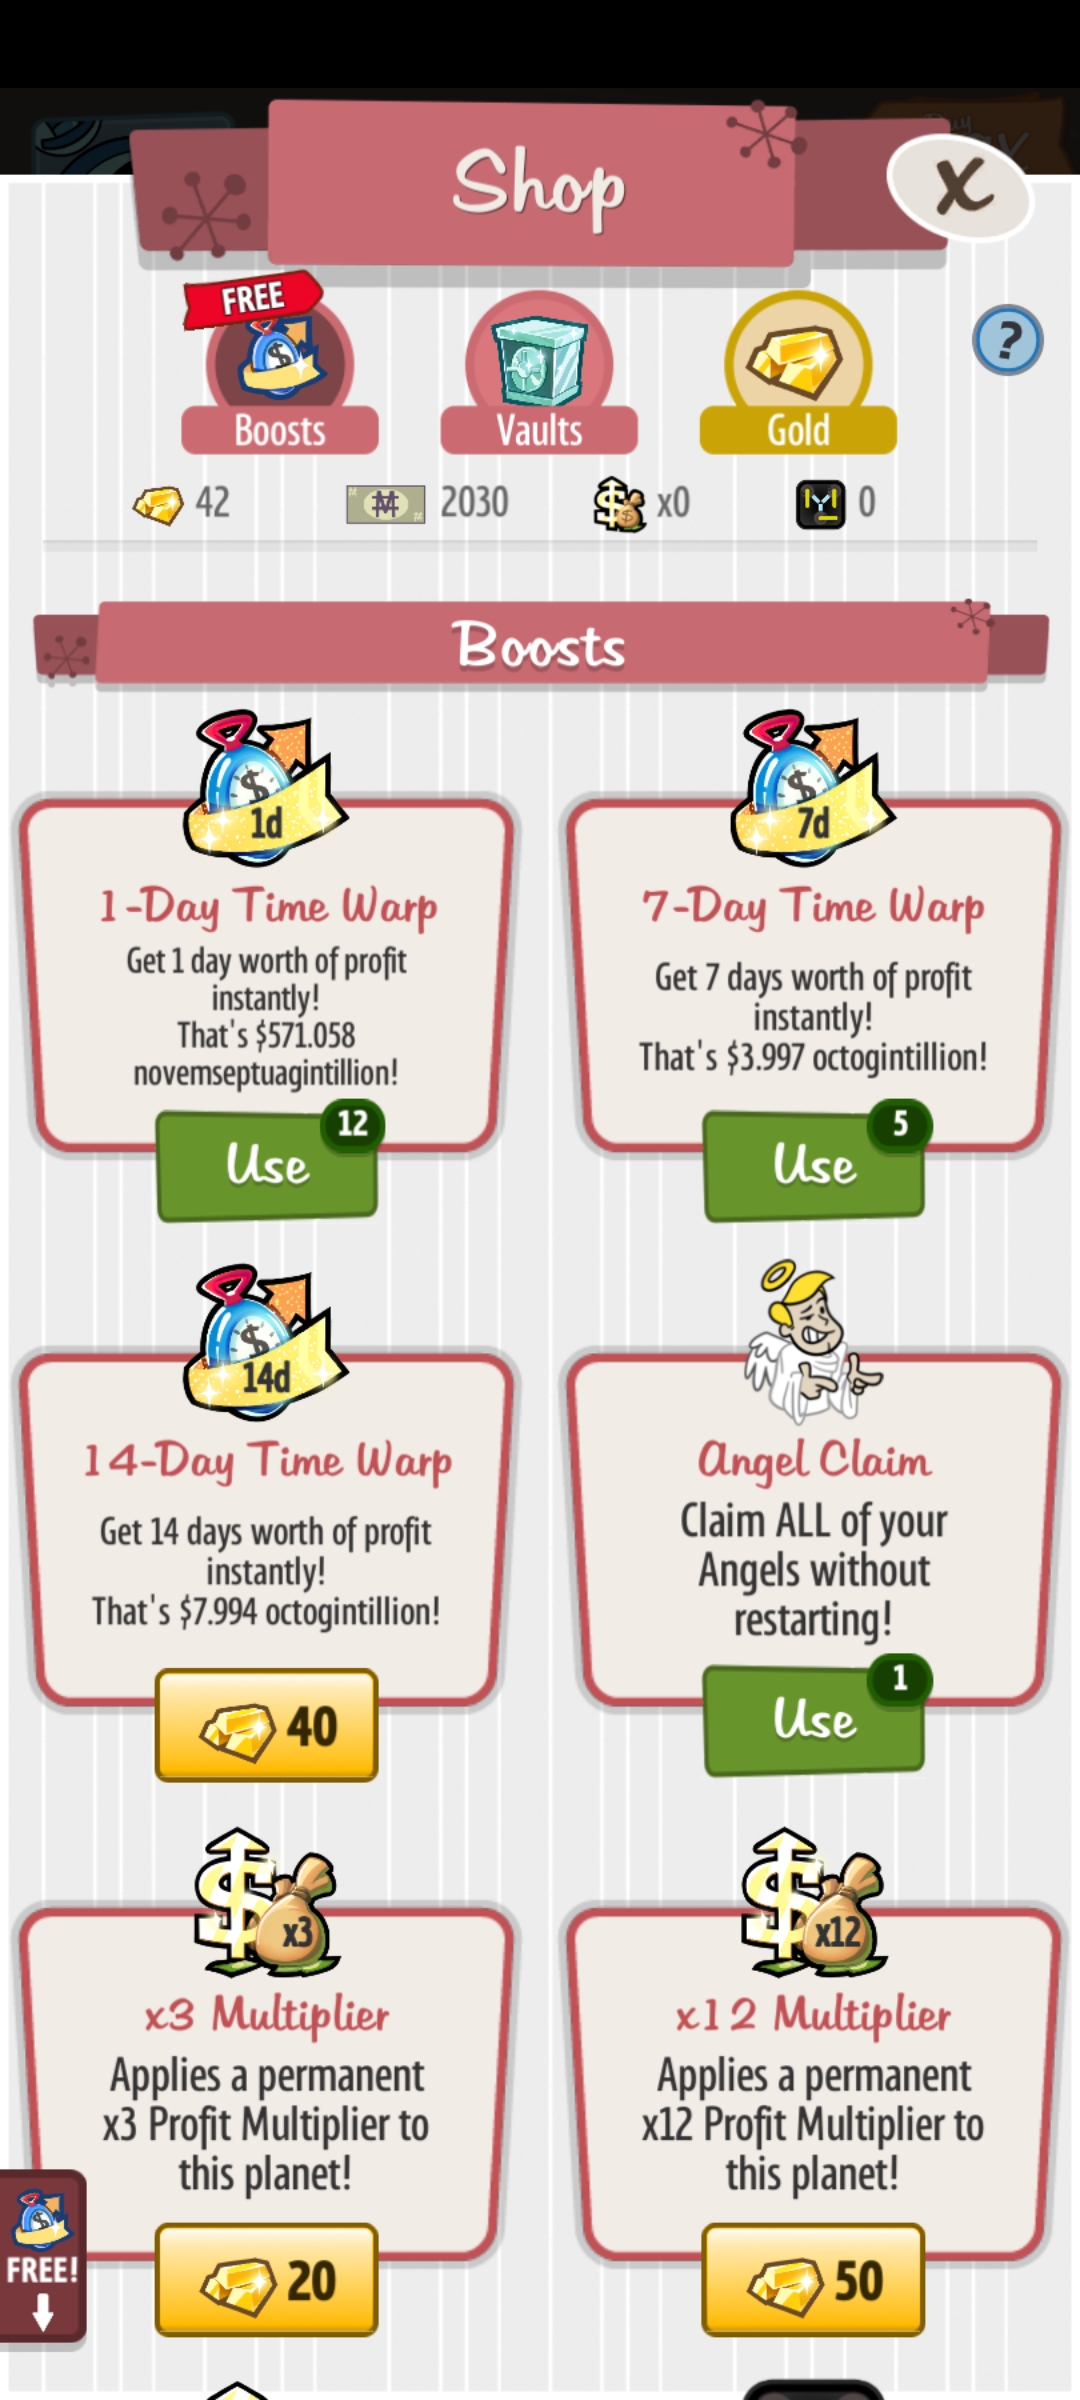 Shop
x
FREE
?
Boosts
Vaults
Gold
42
2030
x0
0
Boosts
1d
1-Day Time Warp
Get 1 day worth of profit
instantly!
That's $571.058
novemseptuagintillion!
12
Use
7d
7-Day Time Warp
Get 7 days worth of profit
instantly!
That's $3.997 octogintillion!
5
Use
14d
14-Day Time Warp
Get 14 days worth of profit
instantly!
That's $7.994 octogintillion!
40
Angel Claim
Claim ALL of your
Angels without
restarting!
1
Use
x3
x3 Multiplier
Applies a permanent
x3 Profit Multiplier to
this planet!
20
x12
x12 Multiplier
Applies a permanent
x12 Profit Multiplier to
this planet!
50
FREE!